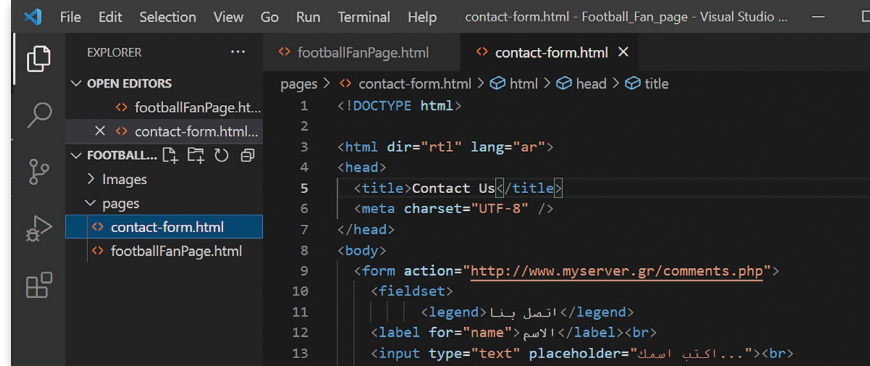 File Edit Selection View Go Run Terminal Help contact-form.html - Football_Fan_page - Visual Studio ...
EXPLORER ...
OPEN EDITORS
footballFanPage.ht...
contact-form.html...
FOOTBALL...
Images
pages
contact-form.html
footballFanPage.html
footballFanPage.html contact-form.html
pages > contact-form.html > html > head > title
1 <!DOCTYPE html>
2
3 <html dir="rtl" lang="ar">
4 <head>
5 <title>Contact Us</title>
6 <meta charset="UTF-8" />
7 </head>
8 <body>
9 <form action="http://www.myserver.gr/comments.php">
10 <fieldset>
11 <legend>اتصل بنا</legend>
12 <label for="name">الاسم</label><br>
13 <input type="text" placeholder="اكتب اسمك..."><br>